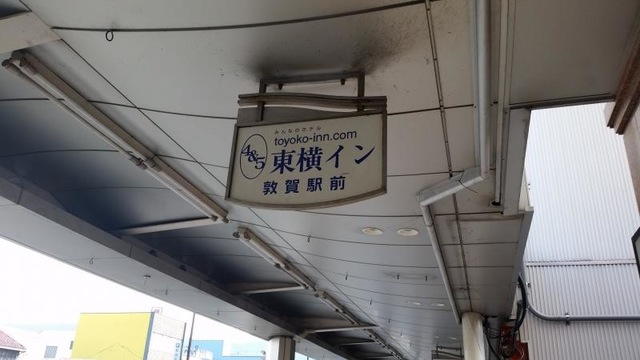 みんなのホテル
toyoko-inn.com
4&5 東横イン
敦賀駅前